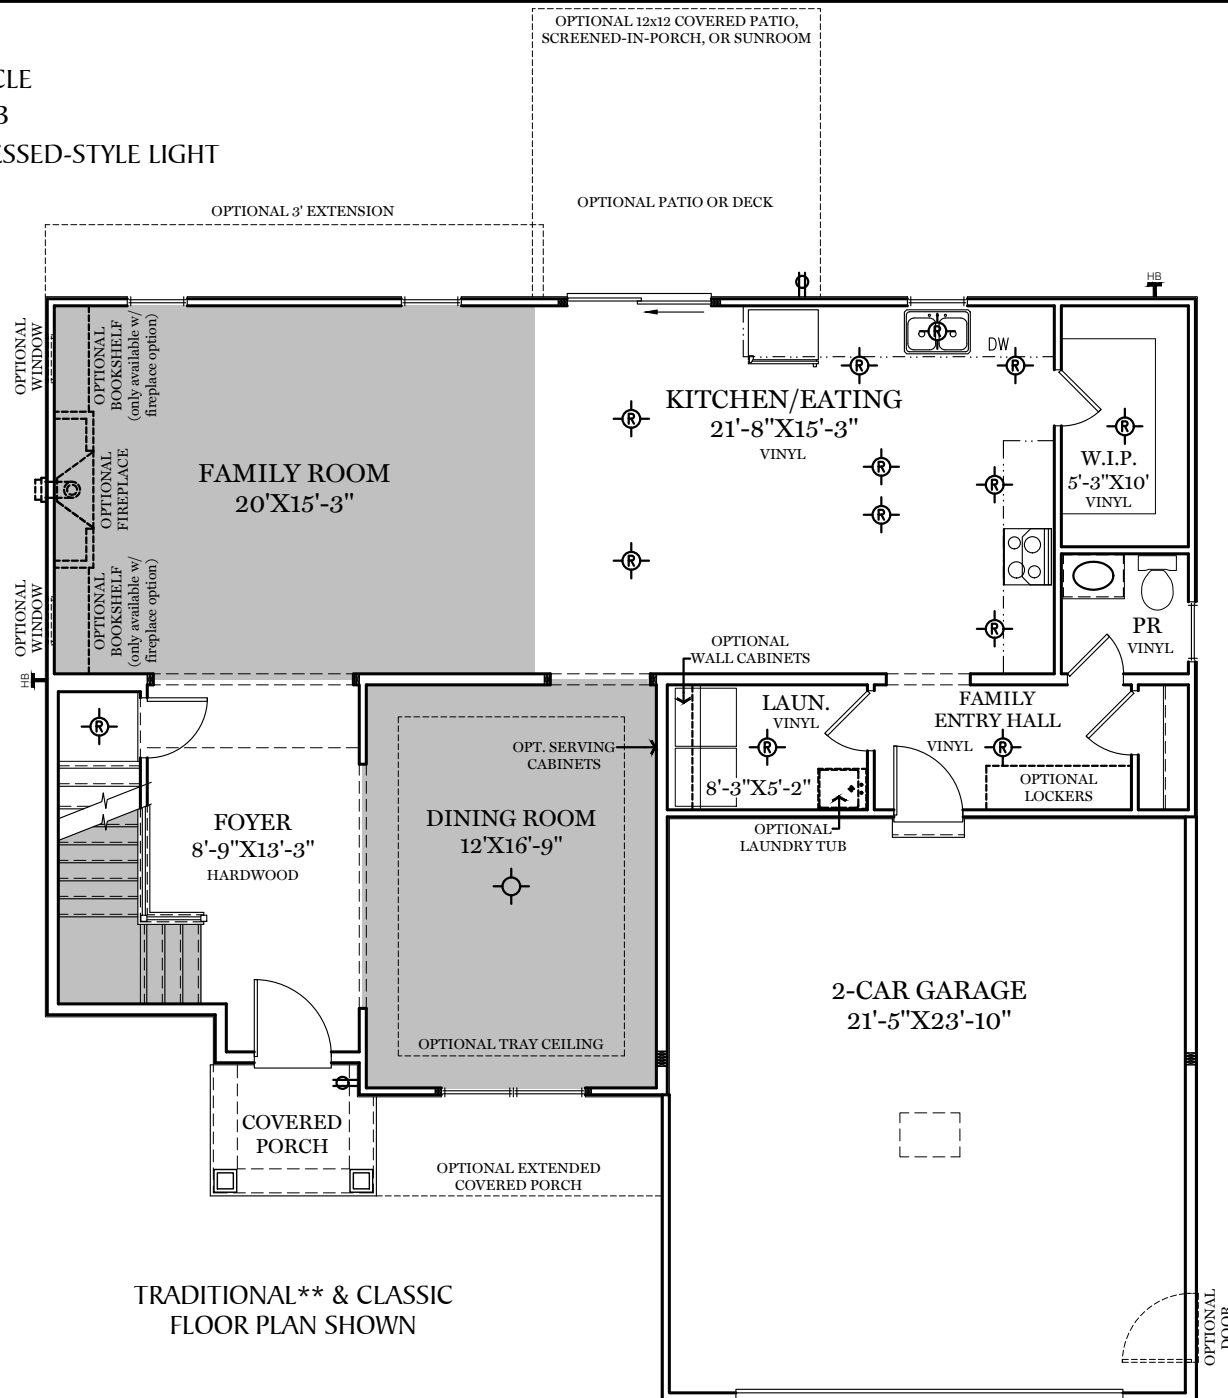 OPTIONAL 12x12 COVERED PATIO,
SCREENED-IN-PORCH, OR SUNROOM
CLE
B
ESSED-STYLE LIGHT
OPTIONAL 3' EXTENSION
OPTIONAL PATIO OR DECK
HB
OPTIONAL
WINDOW
OPTIONAL
BOOKSHELF
(only available w/
fireplace option)
R
DW
R
R
KITCHEN/EATING
21'-8"X15'-3"
VINYL
R
R
R
R
R
W.I.P.
5'-3"X10'
VINYL
FAMILY ROOM
20'X15'-3"
OPTIONAL
FIREPLACE
R
R
OPTIONAL
WINDOW
OPTIONAL
BOOKSHELF
(only available w/
fireplace option)
R
PR
VINYL
HB
OPTIONAL
WALL CABINETS
LAUN.
VINYL
R
8'-3"X5'-2"
FAMILY
ENTRY HALL
VINYL
R
OPTIONAL
LOCKERS
R
OPT. SERVING
CABINETS
FOYER
8'-9"X13'-3"
HARDWOOD
DINING ROOM
12'X16'-9"
OPTIONAL
LAUNDRY TUB
2-CAR GARAGE
21'-5"X23'-10"
OPTIONAL TRAY CEILING
COVERED
PORCH
OPTIONAL EXTENDED
COVERED PORCH
TRADITIONAL** & CLASSIC
FLOOR PLAN SHOWN
OPTIONAL
DOOR